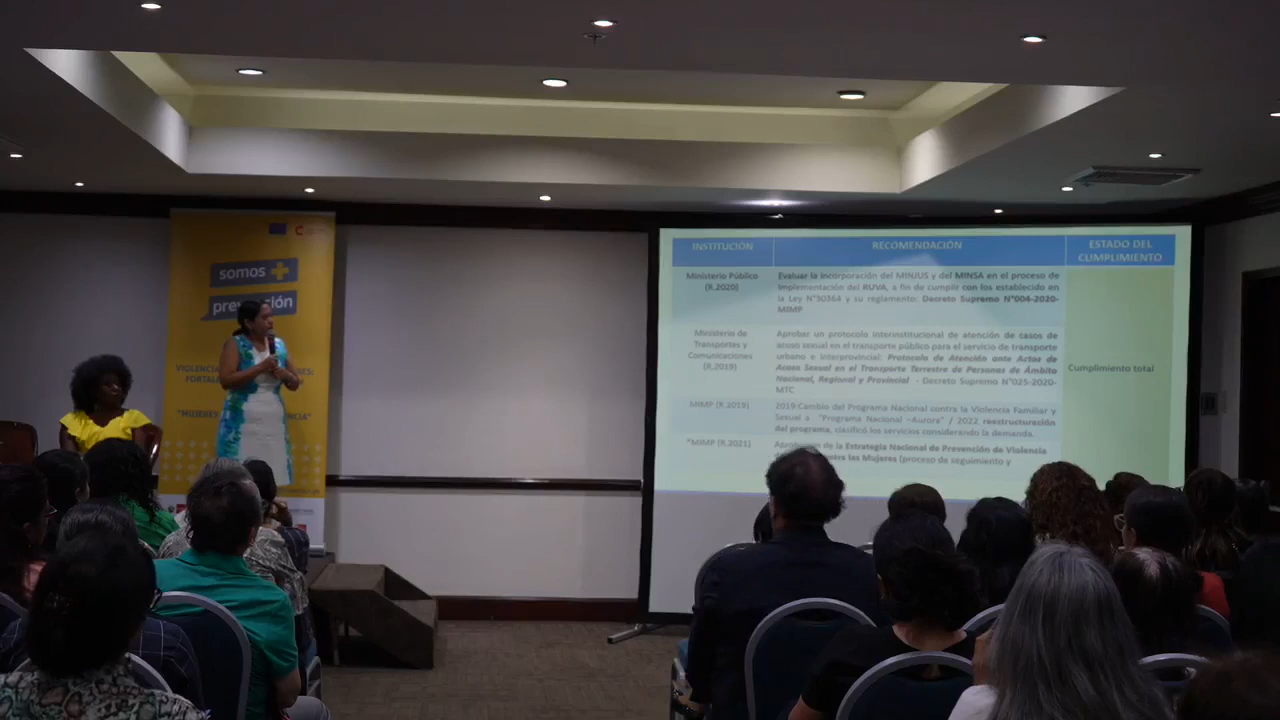 somos
prevención
VIOLENCIA
FORTAL
"MUJERES
INSTITUCIÓN
RECOMENDACIÓN
ESTADO DEL
CUMPLIMIENTO
Ministerio Público
(R.2020)
Evaluar la incorporación del MINJUS y del MINSA en el proceso de
implementación del RUVA, a fin de cumplir con los establecido en
la Ley N°30364 y su reglamento: Decreto Supremo N°004-2020-
MIMP
Ministerio de
Transportes y
Comunicaciones
(R.2019)
Aprobar un protocolo interinstitucional de atención de casos de
acoso sexual en el transporte público para el servicio de transporte
urbano e interprovincial: Protocolo de Atención ante Actos de
Acoso Sexual en el Transporte Terrestre de Personas de Ámbito
Nacional, Regional y Provincial - Decreto Supremo N°025-2020-
MTC
Cumplimiento total
MIMP (R.2019)
2019:Cambio del Programa Nacional contra la Violencia Familiar y
Sexual a "Programa Nacional –Aurora" / 2022 reestructuración
del programa, clasificó los servicios considerando la demanda.
*MIMP (R.2021)
de la Estrategia Nacional de Prevención de Violencia
contra las Mujeres (proceso de seguimiento y